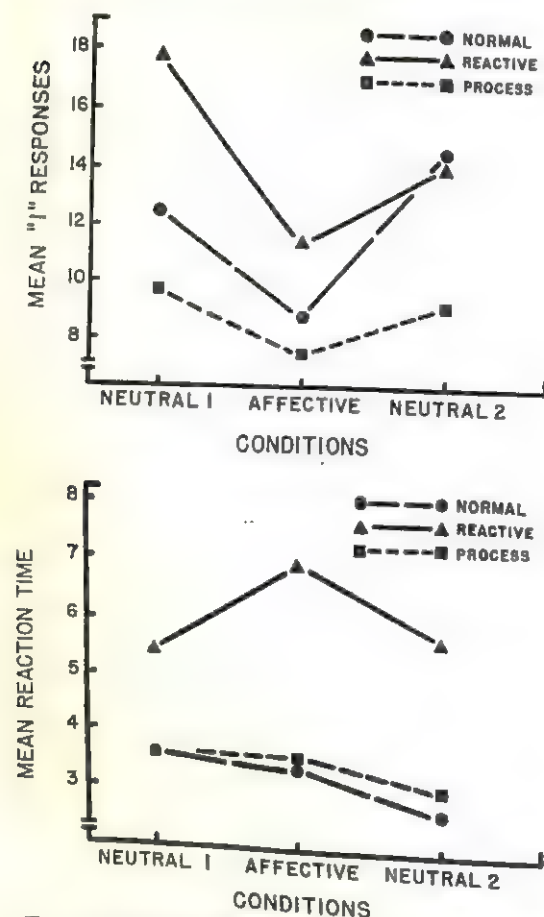 18
16
14
12
10
8
MEAN "I" RESPONSES
NORMAL
REACTIVE
PROCESS
NEUTRAL 1 AFFECTIVE NEUTRAL 2
CONDITIONS
8
7
6
5
4
3
MEAN REACTION TIME
NORMAL
REACTIVE
PROCESS
NEUTRAL 1 AFFECTIVE NEUTRAL 2
CONDITIONS